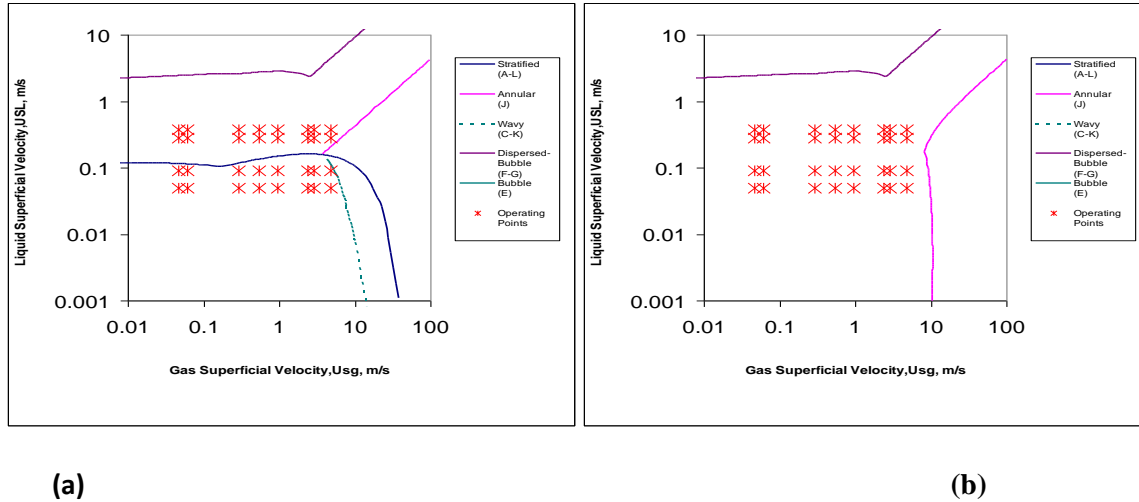 10
1
0.1
0.01
0.001
0.01
0.1
1
10
100
Liquid Superficial Velocity,USL, m/s
Gas Superficial Velocity,Usg, m/s
Stratified
(A-L)
Annular
(J)
Wavy
(C-K)
Dispersed-
Bubble
(F-G)
Bubble
(E)
Operating
Points
(a)
10
1
0.1
0.01
0.001
0.01
0.1
1
10
100
Liquid Superficial Velocity,USL, m/s
Gas Superficial Velocity,Usg, m/s
Stratified
(A-L)
Annular
(J)
Wavy
(C-K)
Dispersed-
Bubble
(F-G)
Bubble
(E)
Operating
Points
(b)